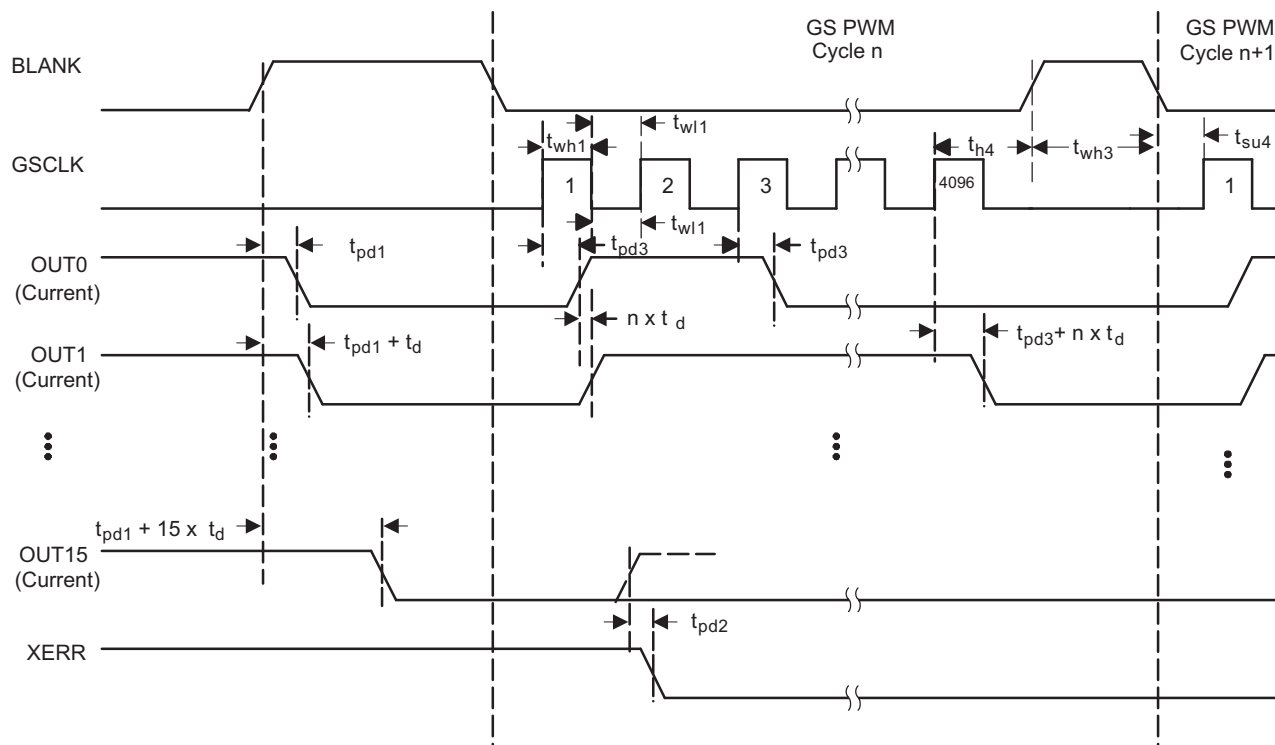 GS PWM
Cycle n
GS PWM
Cycle n+1
BLANK
t_wh1
t_wl1
t_h4
t_wh3
t_su4
GSCLK
1
2
3
4096
1
t_wl1
t_pd1
t_pd3
t_pd3
OUT0
(Current)
n x t_d
t_pd1 + t_d
t_pd3 + n x t_d
OUT1
(Current)
t_pd1 + 15 x t_d
OUT15
(Current)
t_pd2
XERR